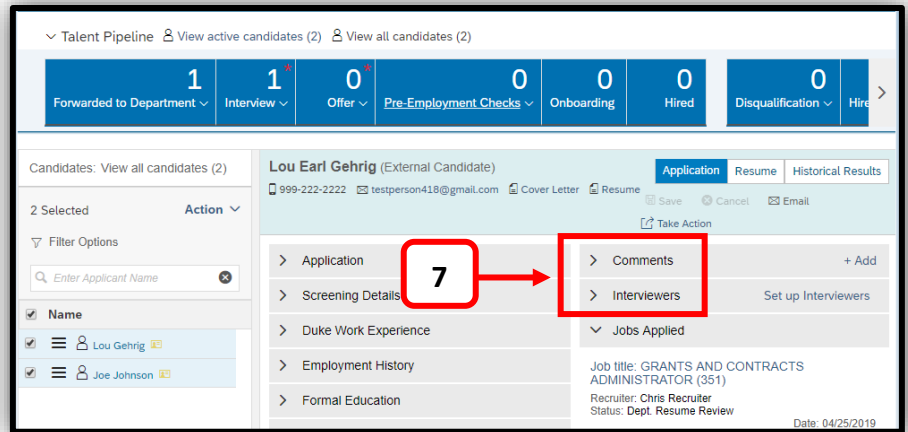 Talent Pipeline View active candidates (2) View all candidates (2)
1 1* 0* 0 0 0 0
Forwarded to Department Interview Offer Pre-Employment Checks Onboarding Hired Disqualification Hire
Candidates: View all candidates (2)
2 Selected Action
Filter Options
Enter Applicant Name
Name
Lou Gehrig
Joe Johnson
Lou Earl Gehrig (External Candidate)
999-222-2222 testperson418@gmail.com Cover Letter Resume
Application Resume Historical Results
Save Cancel Email
Take Action
Application
Screening Details
Duke Work Experience
Employment History
Formal Education
7
Comments + Add
Interviewers Set up Interviewers
Jobs Applied
Job title: GRANTS AND CONTRACTS
ADMINISTRATOR (351)
Recruiter: Chris Recruiter
Status: Dept. Resume Review
Date: 04/25/2019